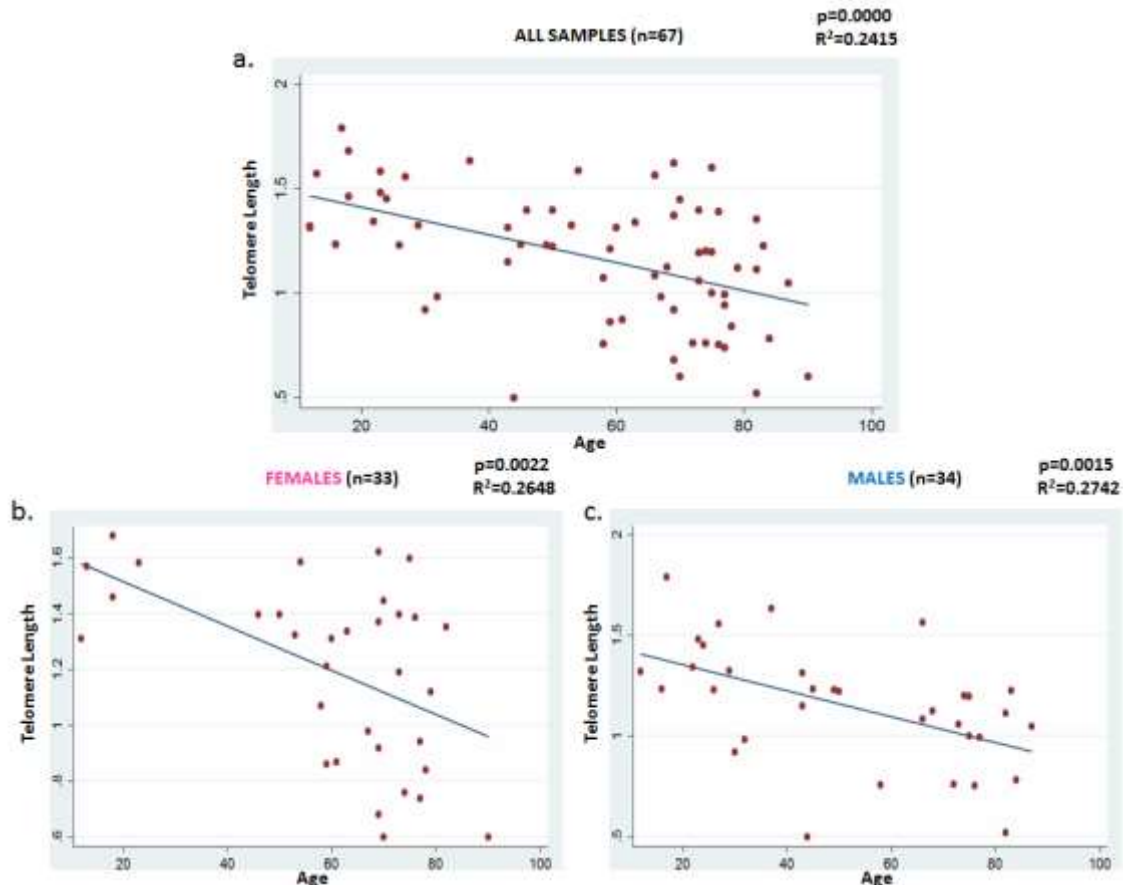 p=0.0000
ALL SAMPLES (n=67)
R²=0.2415
a.
2
1.5
1
.5
Telomere Length
20 40 60 80 100
Age
FEMALES (n=33)
p=0.0022
R²=0.2648
b.
1.6
1.4
1.2
1
.8
.6
Telomere Length
20 40 60 80 100
Age
MALES (n=34)
p=0.0015
R²=0.2742
c.
2
1.5
1
.5
Telomere Length
20 40 60 80 100
Age